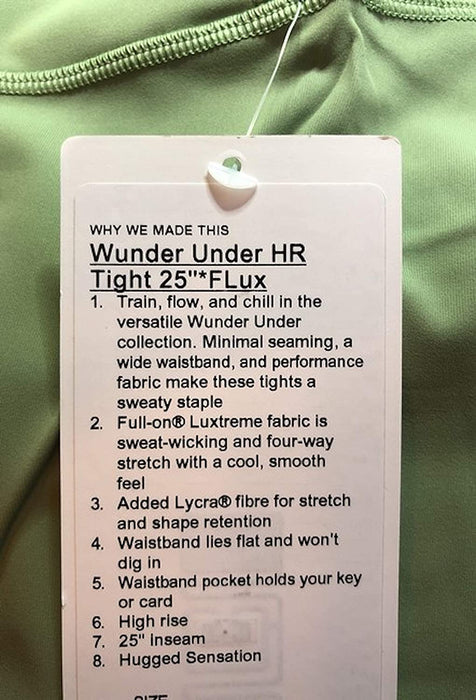 WHY WE MADE THIS
Wunder Under HR
Tight 25"*FLux
1. Train, flow, and chill in the
versatile Wunder Under
collection. Minimal seaming, a
wide waistband, and performance
fabric make these tights a
sweaty staple
2. Full-on® Luxtreme fabric is
sweat-wicking and four-way
stretch with a cool, smooth
feel
3. Added Lycra® fibre for stretch
and shape retention
4. Waistband lies flat and won't
dig in
5. Waistband pocket holds your key
or card
6. High rise
7. 25" inseam
8. Hugged Sensation
SIZE